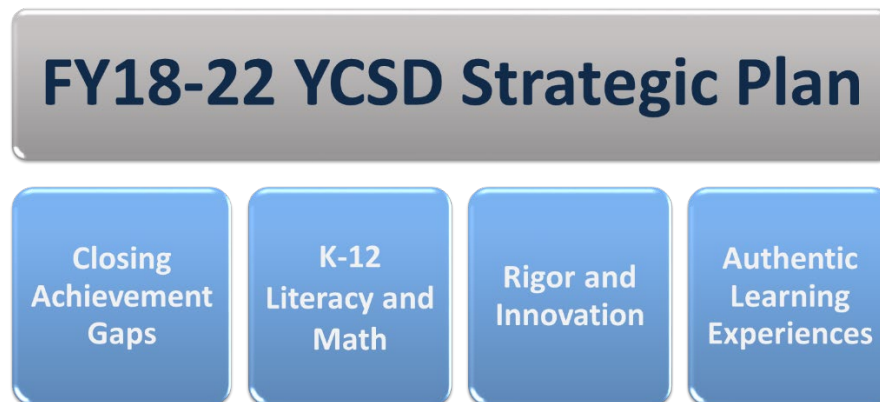 FY18-22 YCSD Strategic Plan
Closing
Achievement
Gaps
K-12
Literacy and
Math
Rigor and
Innovation
Authentic
Learning
Experiences